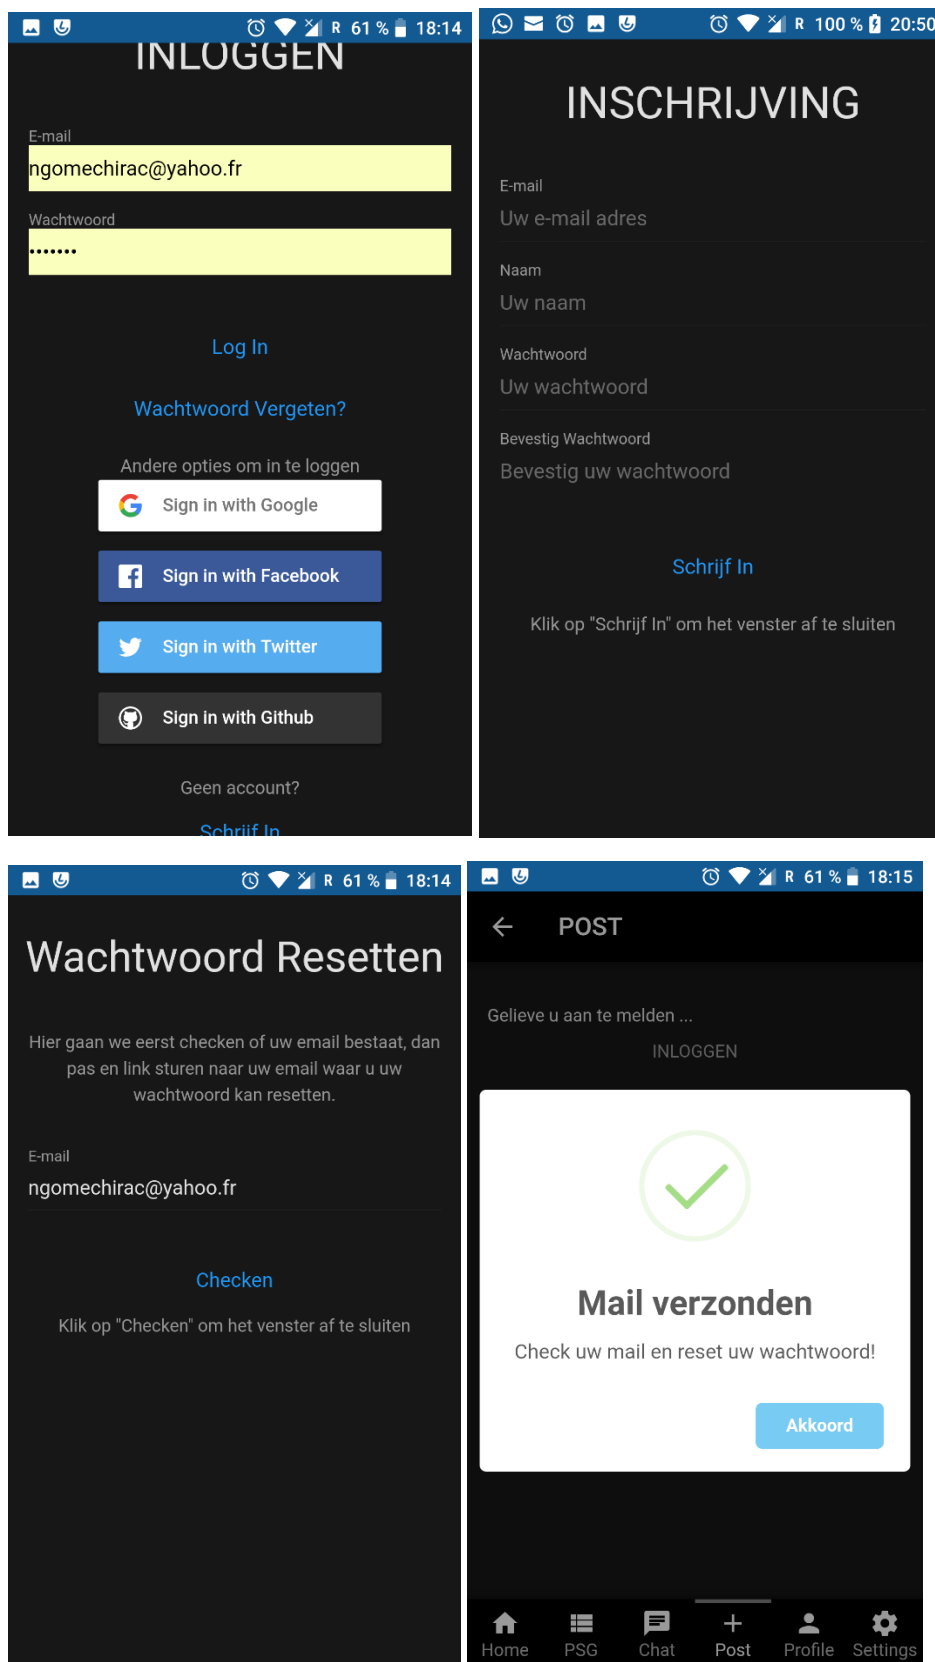 R 61 % 18:14
INLOGGEN
E-mail
ngomechirac@yahoo.fr
Wachtwoord
•••••••
Log In
Wachtwoord Vergeten?
Andere opties om in te loggen
Sign in with Google
Sign in with Facebook
Sign in with Twitter
Sign in with Github
Geen account?
Schrijf In
R 100 % 20:50
INSCHRIJVING
E-mail
Uw e-mail adres
Naam
Uw naam
Wachtwoord
Uw wachtwoord
Bevestig Wachtwoord
Bevestig uw wachtwoord
Schrijf In
Klik op "Schrijf In" om het venster af te sluiten
R 61 % 18:14
Wachtwoord Resetten
Hier gaan we eerst checken of uw email bestaat, dan
pas en link sturen naar uw email waar u uw
wachtwoord kan resetten.
E-mail
ngomechirac@yahoo.fr
Checken
Klik op "Checken" om het venster af te sluiten
R 61 % 18:15
POST
Gelieve u aan te melden ...
INLOGGEN
Mail verzonden
Check uw mail en reset uw wachtwoord!
Akkoord
Home PSG Chat Post Profile Settings